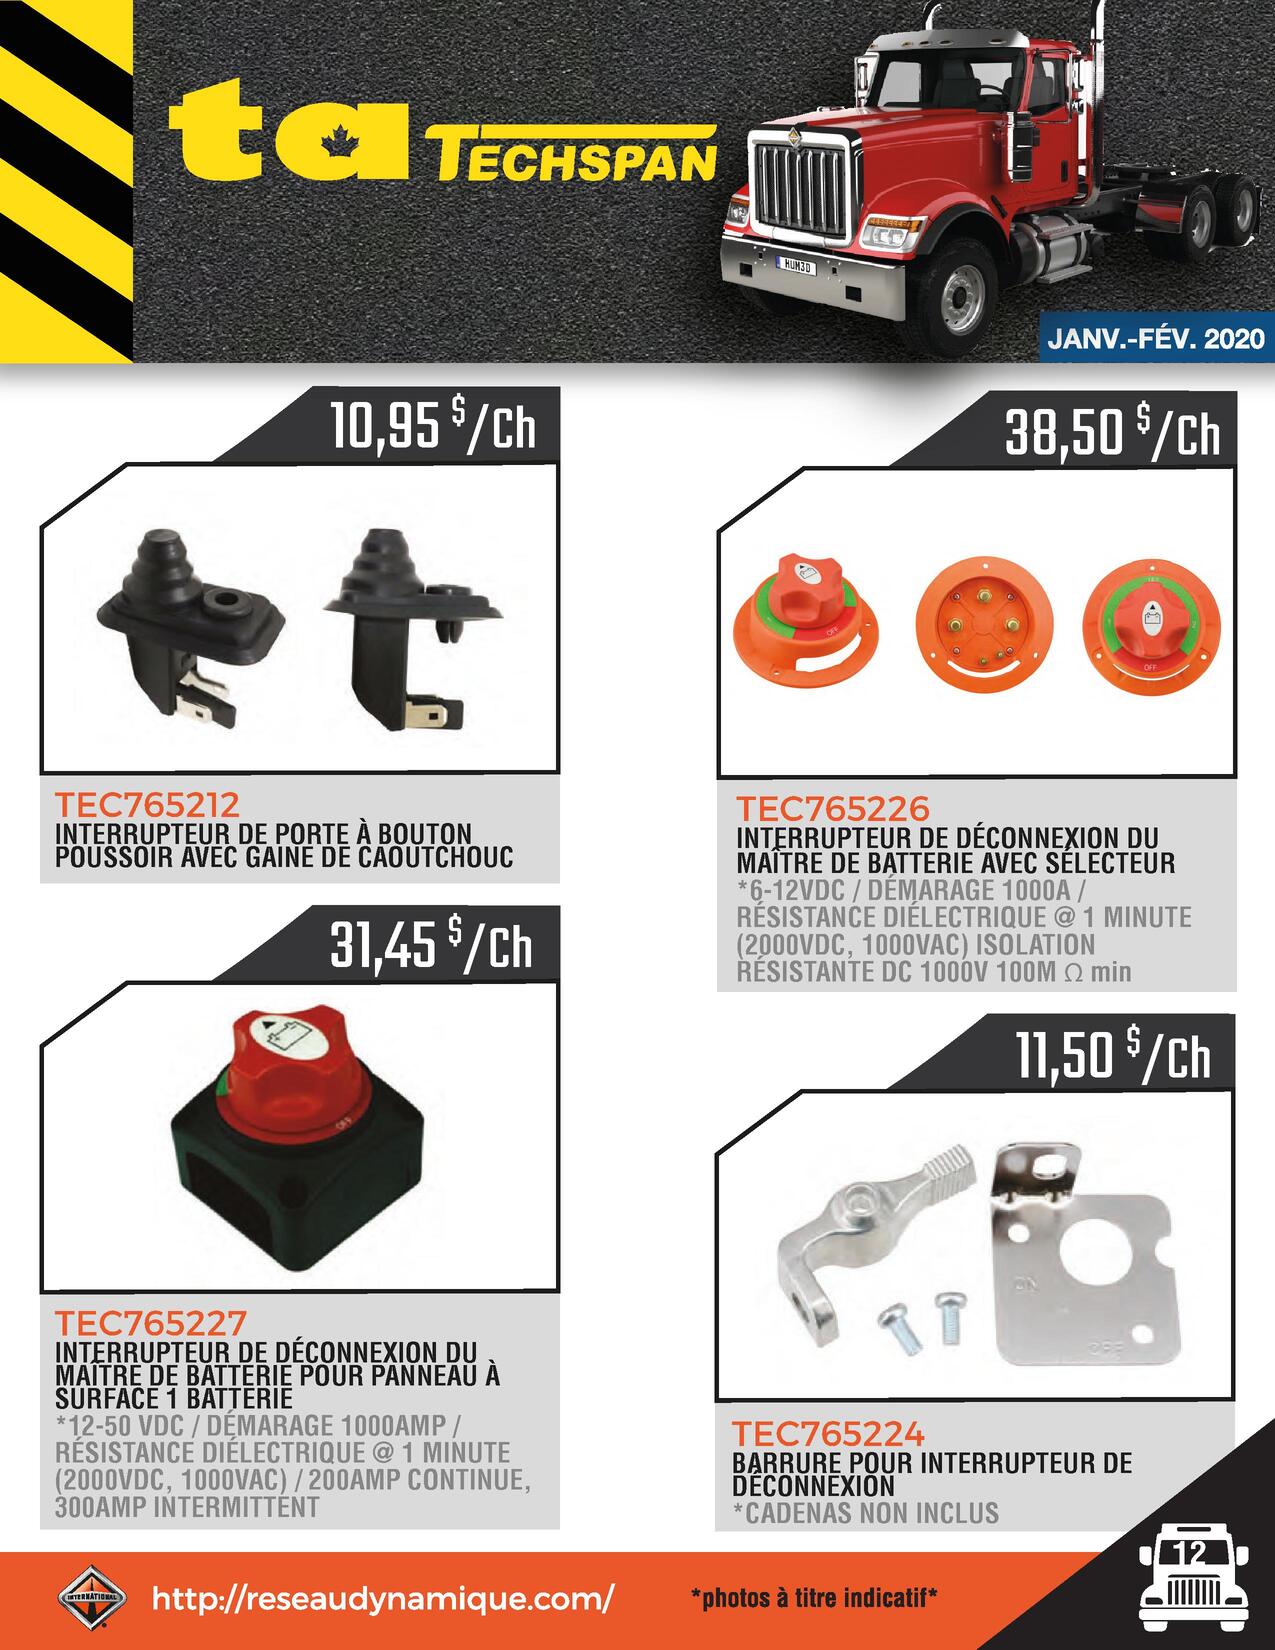 ta TECHSPAN
HUM3D
JANV.-FÉV. 2020
10,95 $/Ch
TEC765212
INTERRUPTEUR DE PORTE À BOUTON
POUSSOIR AVEC GAINE DE CAOUTCHOUC
38,50 $/Ch
OFF
OFF
TEC765226
INTERRUPTEUR DE DÉCONNEXION DU
MAÎTRE DE BATTERIE AVEC SÉLECTEUR
*6-12VDC / DÉMARAGE 1000A /
RÉSISTANCE DIÉLECTRIQUE @ 1 MINUTE
(2000VDC, 1000VAC) ISOLATION
RÉSISTANTE DC 1000V 100M Ω min
31,45 $/Ch
OFF
TEC765227
INTERRUPTEUR DE DÉCONNEXION DU
MAÎTRE DE BATTERIE POUR PANNEAU À
SURFACE 1 BATTERIE
*12-50 VDC / DÉMARAGE 1000AMP /
RÉSISTANCE DIÉLECTRIQUE @ 1 MINUTE
(2000VDC, 1000VAC) / 200AMP CONTINUE,
300AMP INTERMITTENT
11,50 $/Ch
ON
OFF
TEC765224
BARRURE POUR INTERRUPTEUR DE
DÉCONNEXION
*CADENAS NON INCLUS
INTERNATIONAL
http://reseaudynamique.com/
*photos à titre indicatif*
12